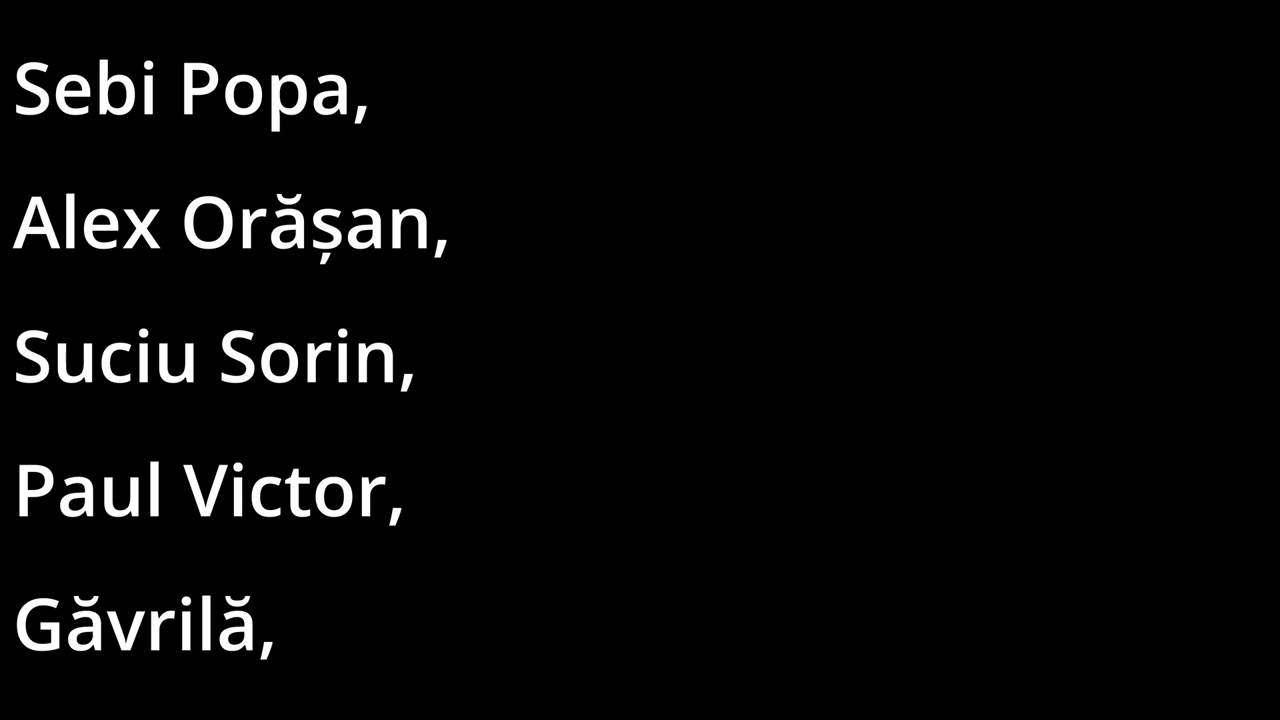 Sebi Popa,
Alex Orășan,
Suciu Sorin,
Paul Victor,
Găvrilă,